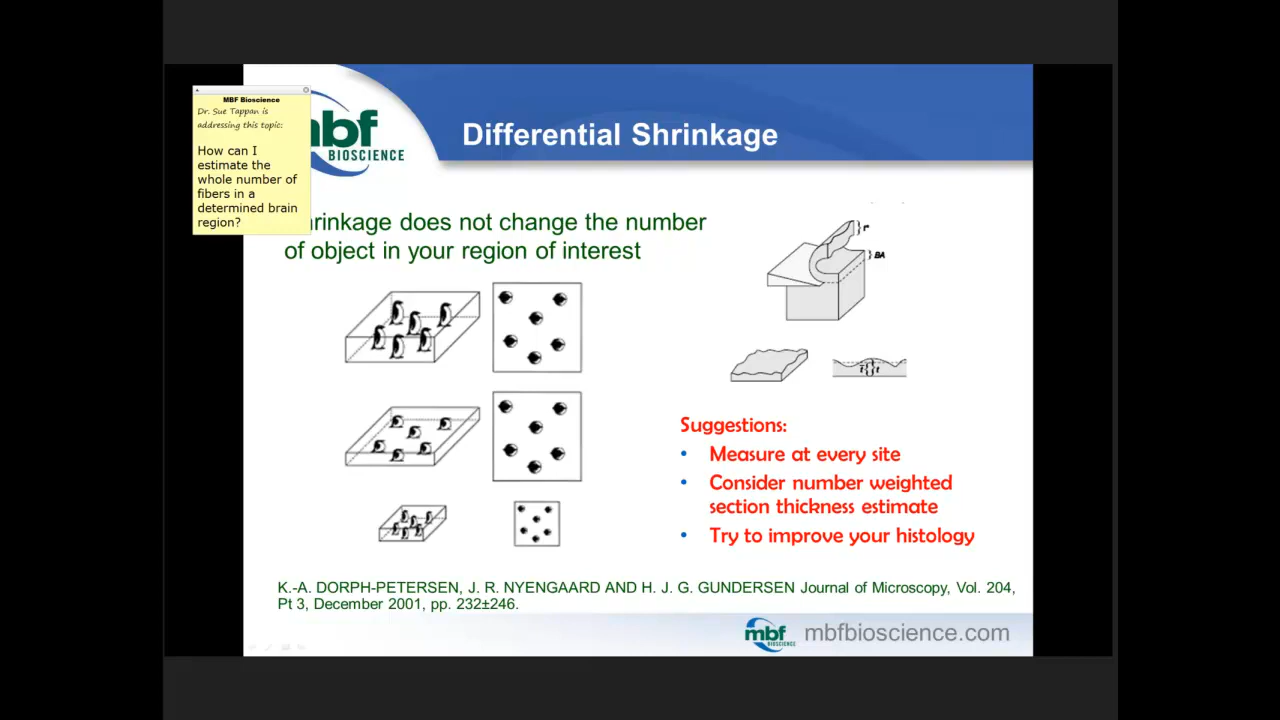 MBF Bioscience
Dr. Sue Tappan is
addressing this topic:
How can I
estimate the
whole number of
fibers in a
determined brain
region?
mbf
BIOSCIENCE
Differential Shrinkage
hrinkage does not change the number
of object in your region of interest
BA
Suggestions:
• Measure at every site
• Consider number weighted
section thickness estimate
• Try to improve your histology
K.-A. DORPH-PETERSEN, J. R. NYENGAARD AND H. J. G. GUNDERSEN Journal of Microscopy, Vol. 204,
Pt 3, December 2001, pp. 232±246.
mbf
BIOSCIENCE
mbfbioscience.com